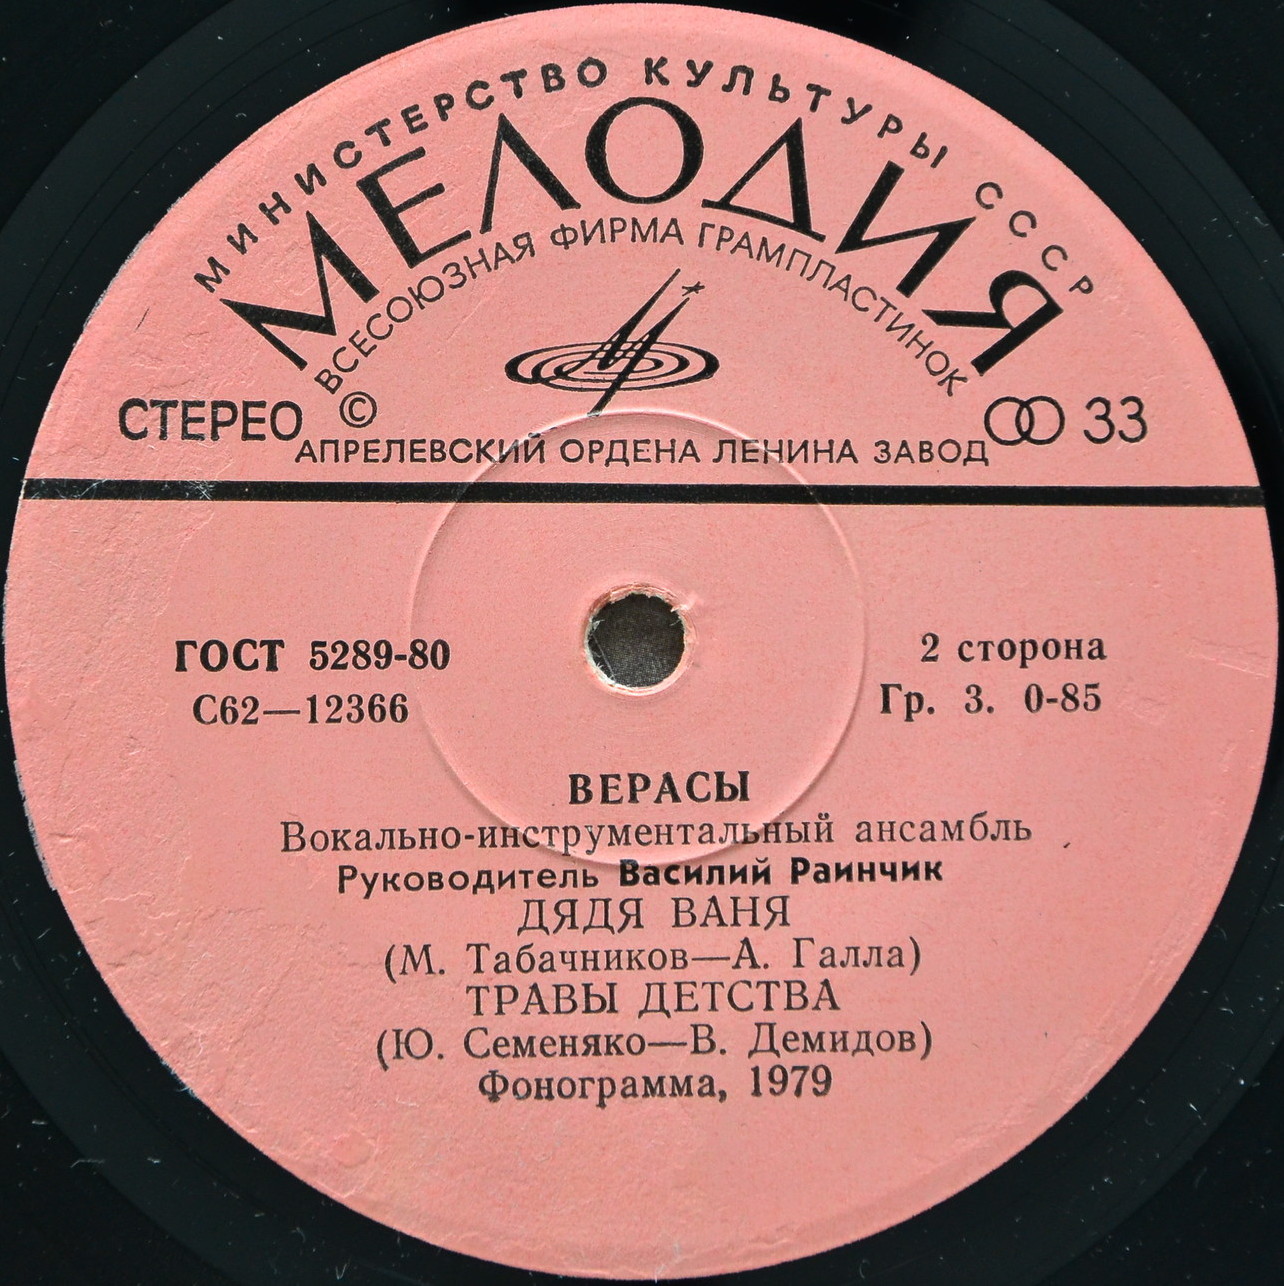 МИНИСТЕРСТВО КУЛЬТУРЫ СССР
МЕЛОДИЯ
ВСЕСОЮЗНАЯ ФИРМА ГРАМПЛАСТИНОК
СТЕРЕО © 33
АПРЕЛЕВСКИЙ ОРДЕНА ЛЕНИНА ЗАВОД
ГОСТ 5289-80 2 сторона
С62—12366 Гр. 3. 0-85
ВЕРАСЫ
Вокально-инструментальный ансамбль
Руководитель Василий Раинчик
ДЯДЯ ВАНЯ
(М. Табачников—А. Галла)
ТРАВЫ ДЕТСТВА
(Ю. Семеняко—В. Демидов)
Фонограмма, 1979